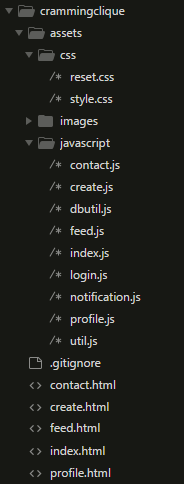 crammingclique
assets
css
/* reset.css
/* style.css
images
javascript
/* contact.js
/* create.js
/* dbutil.js
/* feed.js
/* index.js
/* login.js
/* notification.js
/* profile.js
/* util.js
.gitignore
<> contact.html
<> create.html
<> feed.html
<> index.html
<> profile.html